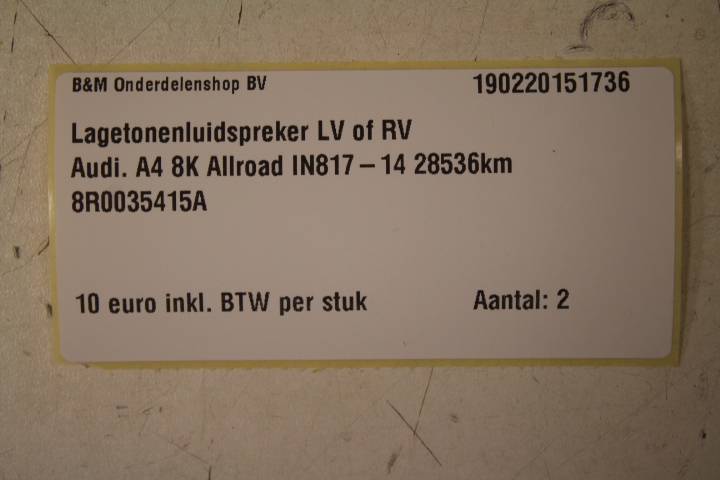 B&M Onderdelenshop BV 190220151736
Lagetonenluidspreker LV of RV
Audi. A4 8K Allroad IN817 – 14 28536km
8R0035415A
10 euro inkl. BTW per stuk Aantal: 2